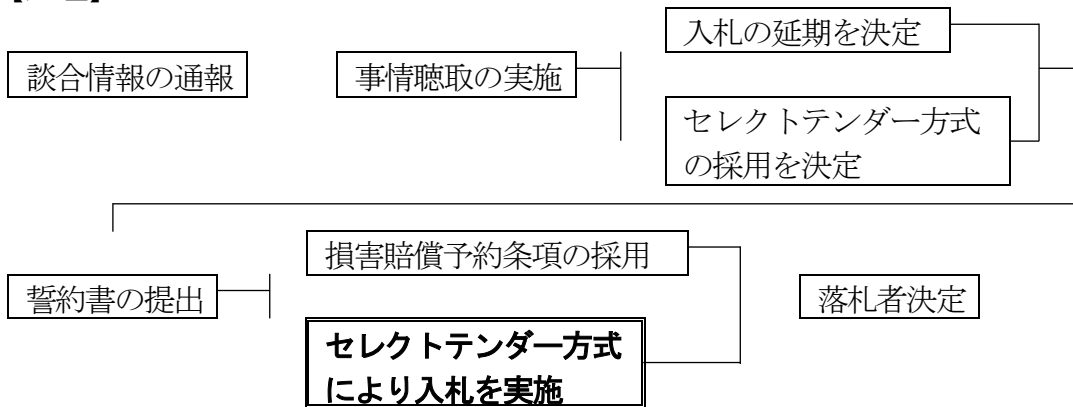 談合情報の通報
事情聴取の実施
入札の延期を決定
セレクトテンダー方式
の採用を決定
誓約書の提出
損害賠償予約条項の採用
セレクトテンダー方式
により入札を実施
落札者決定